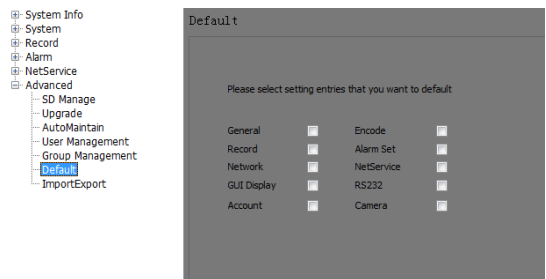 System Info
System
Record
Alarm
NetService
Advanced
SD Manage
Upgrade
AutoMaintain
User Management
Group Management
Default
ImportExport
Default
Please select setting entries that you want to default
General Encode
Record Alarm Set
Network NetService
GUI Display RS232
Account Camera